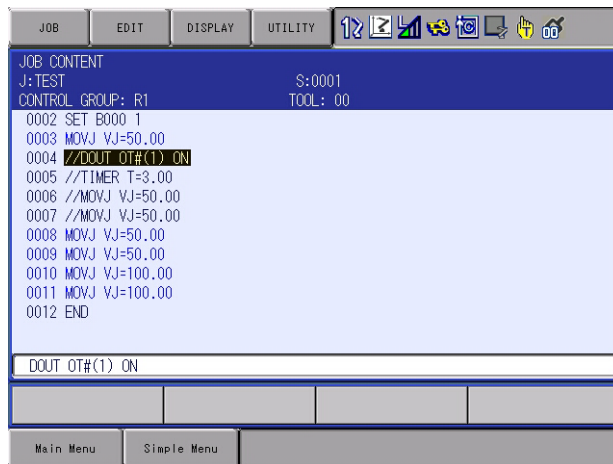 JOB EDIT DISPLAY UTILITY
JOB CONTENT
J:TEST S:0001
CONTROL GROUP: R1 TOOL: 00
0002 SET B000 1
0003 MOVJ VJ=50.00
0004 //DOUT OT#(1) ON
0005 //TIMER T=3.00
0006 //MOVJ VJ=50.00
0007 //MOVJ VJ=50.00
0008 MOVJ VJ=50.00
0009 MOVJ VJ=50.00
0010 MOVJ VJ=100.00
0011 MOVJ VJ=100.00
0012 END
DOUT OT#(1) ON
Main Menu Simple Menu